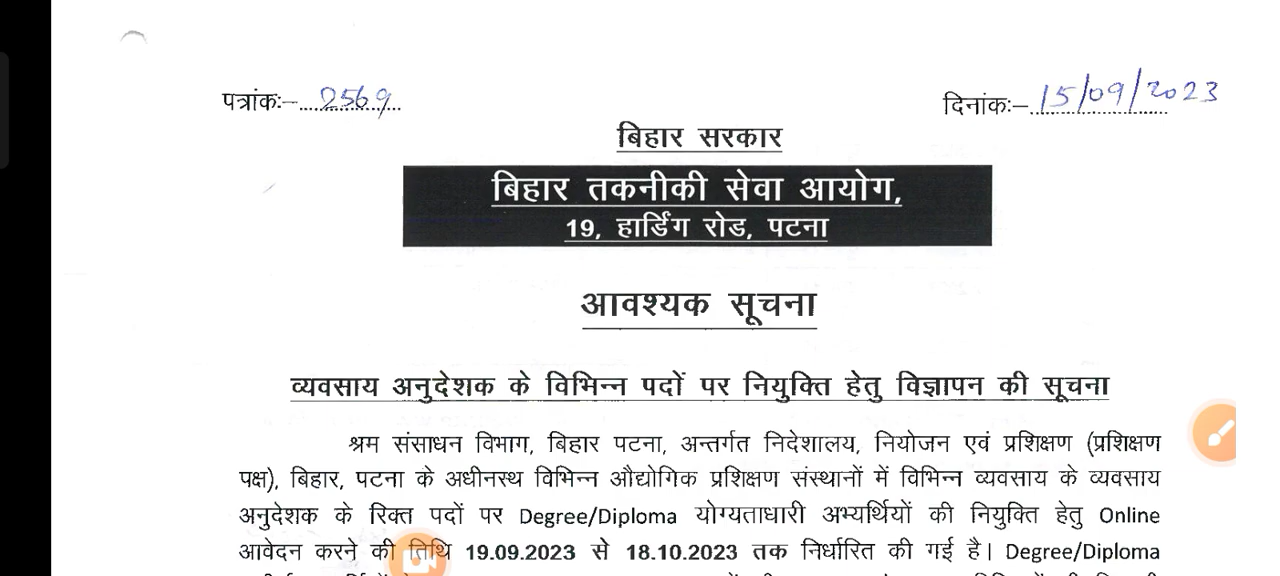 पत्रांकः–....2569....
दिनांकः–.15/09/2023
बिहार सरकार
बिहार तकनीकी सेवा आयोग,
19, हार्डिंग रोड, पटना
आवश्यक सूचना
व्यवसाय अनुदेशक के विभिन्न पदों पर नियुक्ति हेतु विज्ञापन की सूचना
श्रम संसाधन विभाग, बिहार पटना, अन्तर्गत निदेशालय, नियोजन एवं प्रशिक्षण (प्रशिक्षण
पक्ष), बिहार, पटना के अधीनस्थ विभिन्न औद्योगिक प्रशिक्षण संस्थानों में विभिन्न व्यवसाय के व्यवसाय
अनुदेशक के रिक्त पदों पर Degree/Diploma योग्यताधारी अभ्यर्थियों की नियुक्ति हेतु Online
आवेदन करने की तिथि 19.09.2023 से 18.10.2023 तक निर्धारित की गई है। Degree/Diploma